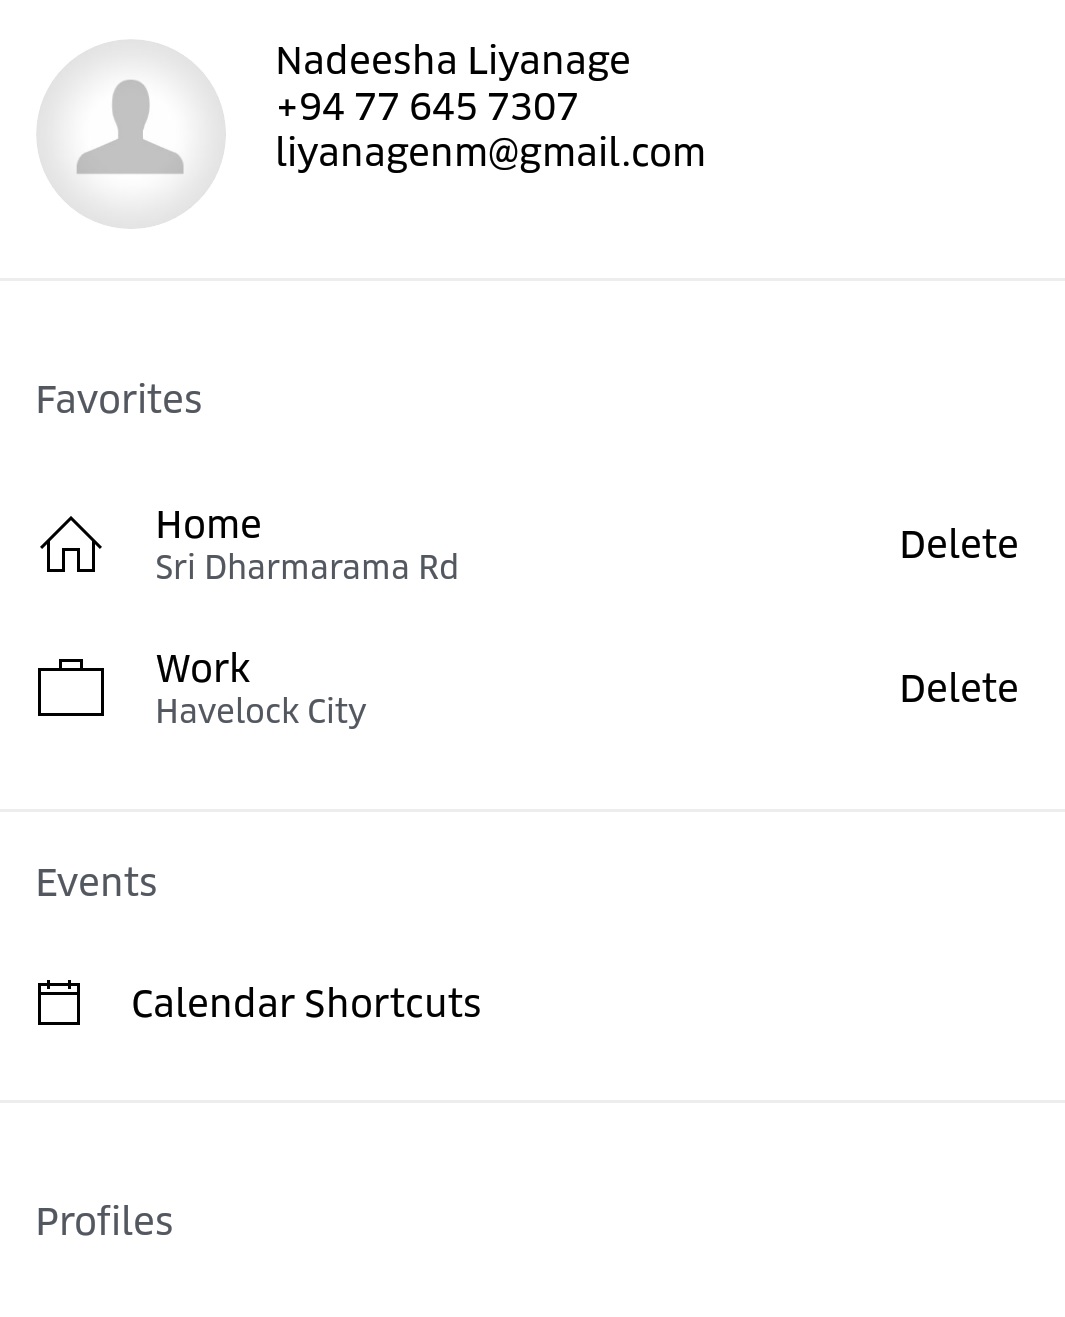 Nadeesha Liyanage
+94 77 645 7307
liyanagenm@gmail.com
Favorites
Home
Sri Dharmarama Rd
Delete
Work
Havelock City
Delete
Events
Calendar Shortcuts
Profiles